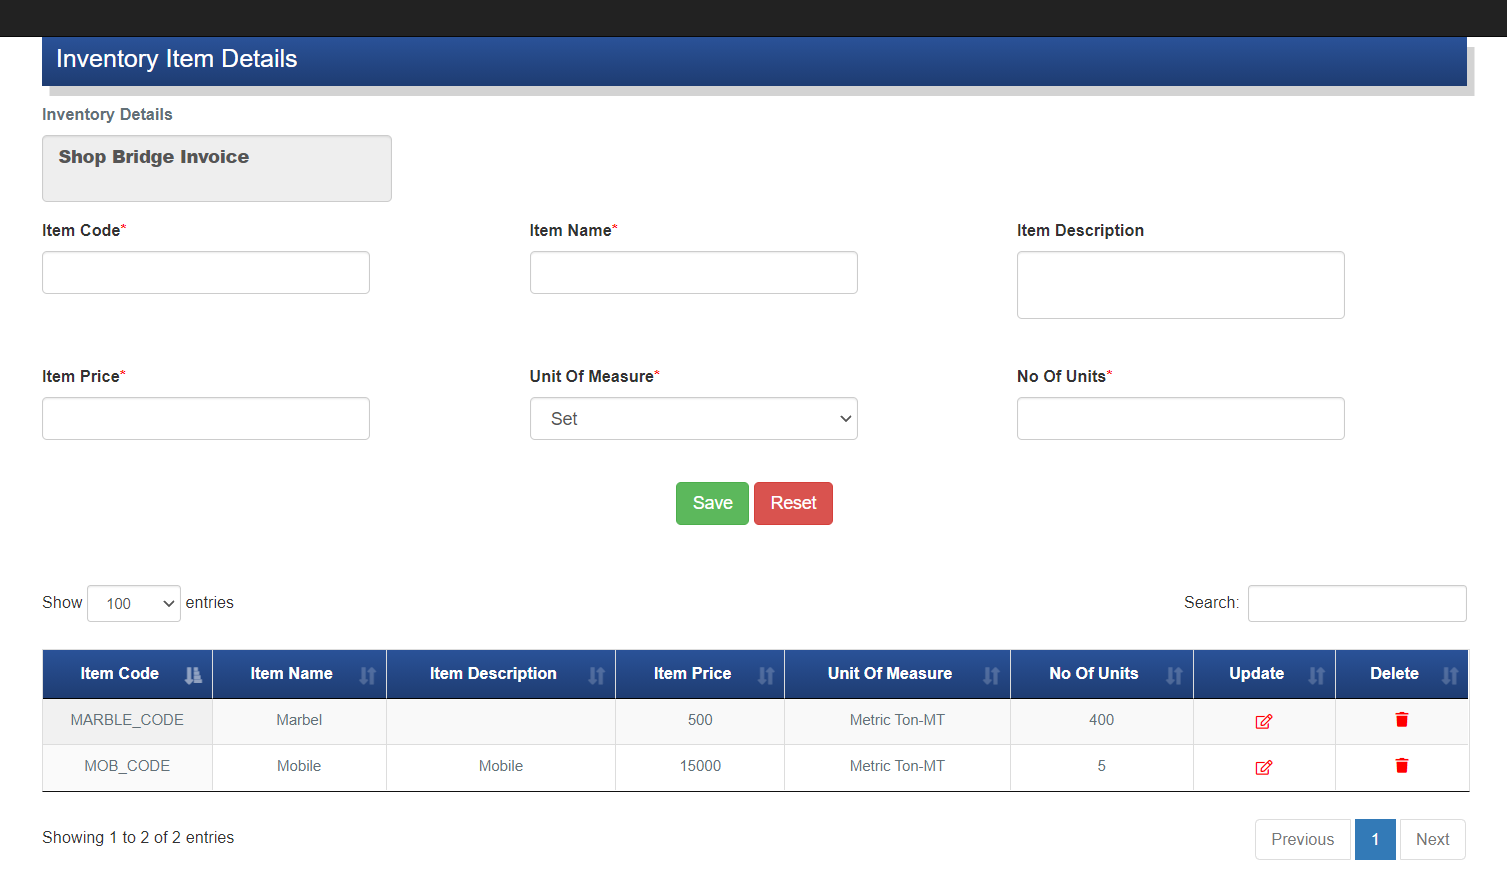 Inventory Item Details
Inventory Details
Shop Bridge Invoice
Item Code* Item Name* Item Description
Item Price* Unit Of Measure* No Of Units*
Set
Save Reset
Show 100 entries Search:
Item Code Item Name Item Description Item Price Unit Of Measure No Of Units Update Delete
MARBLE_CODE Marbel 500 Metric Ton-MT 400
MOB_CODE Mobile Mobile 15000 Metric Ton-MT 5
Showing 1 to 2 of 2 entries Previous 1 Next